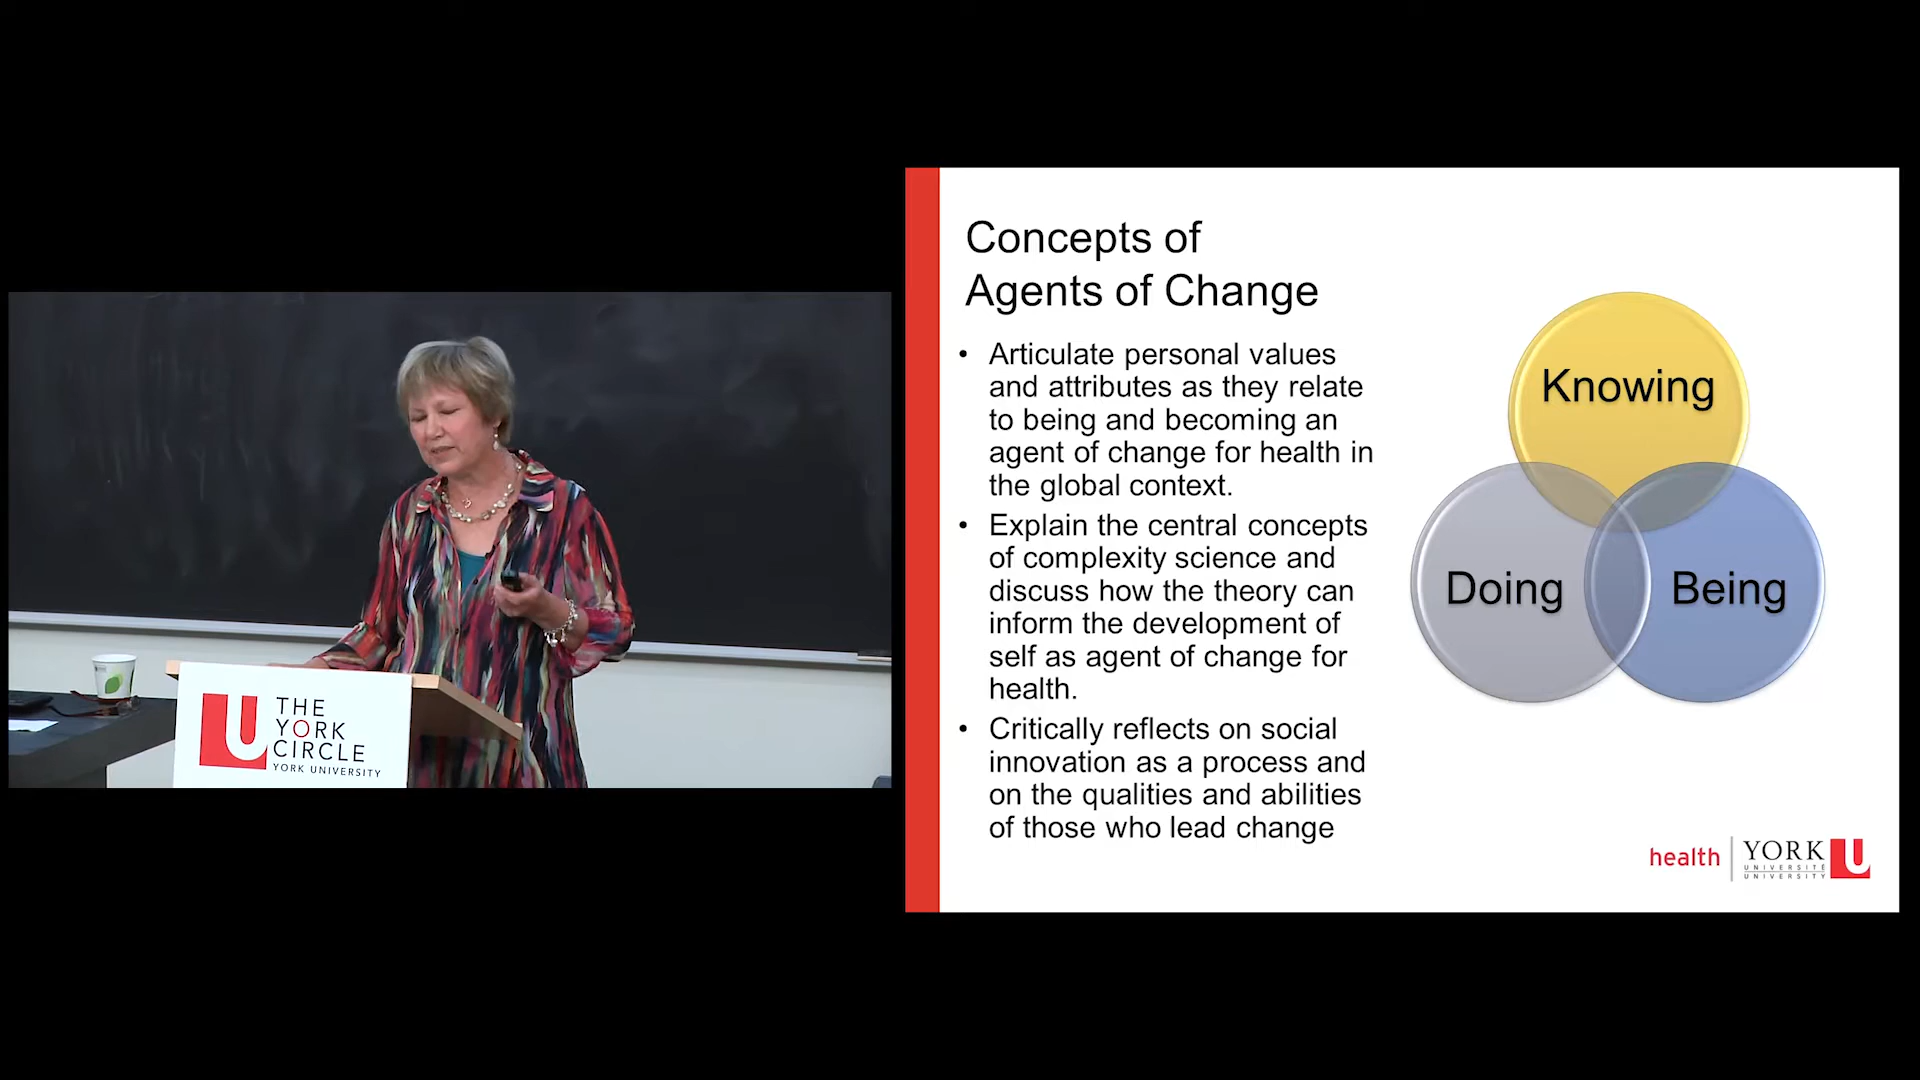 THE
YORK
CIRCLE
YORK UNIVERSITY
Concepts of
Agents of Change
• Articulate personal values
and attributes as they relate
to being and becoming an
agent of change for health in
the global context.
• Explain the central concepts
of complexity science and
discuss how the theory can
inform the development of
self as agent of change for
health.
• Critically reflects on social
innovation as a process and
on the qualities and abilities
of those who lead change
Knowing
Doing
Being
health
YORK U
UNIVERSITÉ
UNIVERSITY